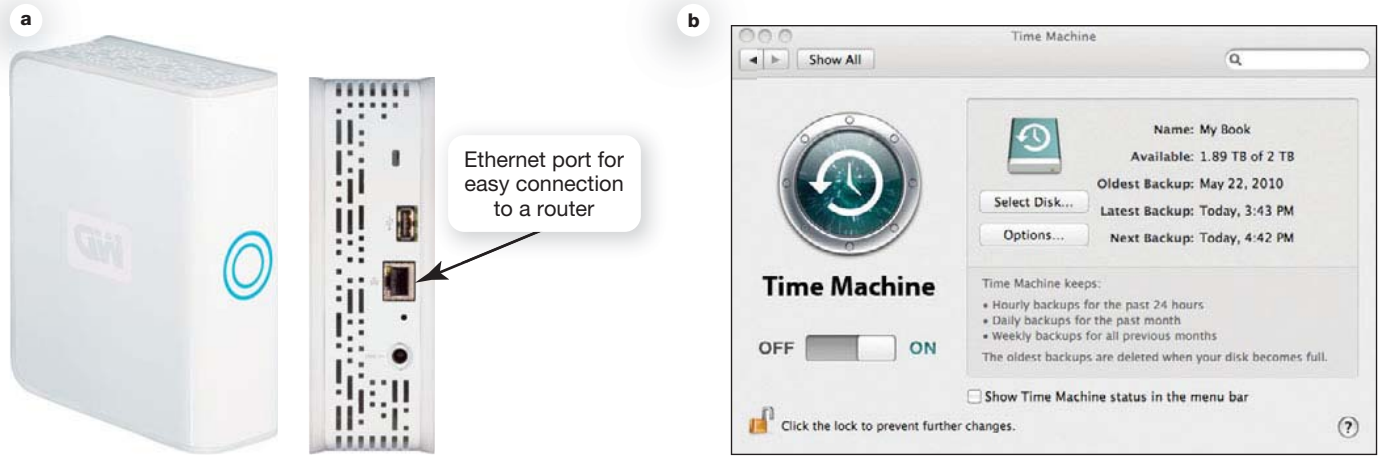 a
WD
Ethernet port for
easy connection
to a router
b
Time Machine
Show All
Name: My Book
Available: 1.89 TB of 2 TB
Oldest Backup: May 22, 2010
Select Disk...
Latest Backup: Today, 3:43 PM
Options...
Next Backup: Today, 4:42 PM
Time Machine
Time Machine keeps:
• Hourly backups for the past 24 hours
• Daily backups for the past month
• Weekly backups for all previous months
The oldest backups are deleted when your disk becomes full.
OFF
ON
Show Time Machine status in the menu bar
Click the lock to prevent further changes.
?